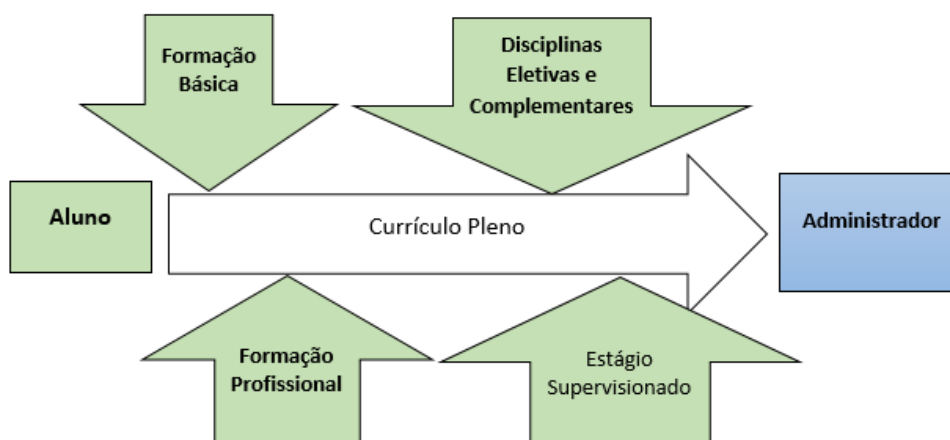 Formação
Básica
Disciplinas
Eletivas e
Complementares
Aluno
Currículo Pleno
Administrador
Formação
Profissional
Estágio
Supervisionado